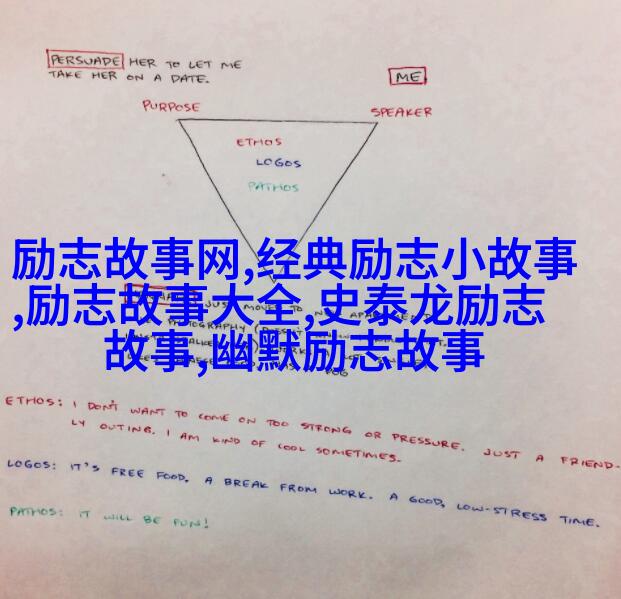 PERSUADE HER TO LET ME
TAKE HER ON A DATE.
ME
PURPOSE
SPEAKER
ETHOS
LOGOS
PATHOS
励志故事网,经典励志小故事
,励志故事大全,史泰龙励志
故事,幽默励志故事
JUST MOVED TO
PHOTOGRAPHY
ETHOS: I DON'T WANT TO COME ON TOO STRONG OR PRESSURE. JUST A FRIEND-
LY OUTING. I AM KIND OF COOL SOMETIMES.
LOGOS: IT'S FREE FOOD. A BREAK FROM WORK. A GOOD, LOW-STRESS TIME.
PATHOS: IT WILL BE FUN!